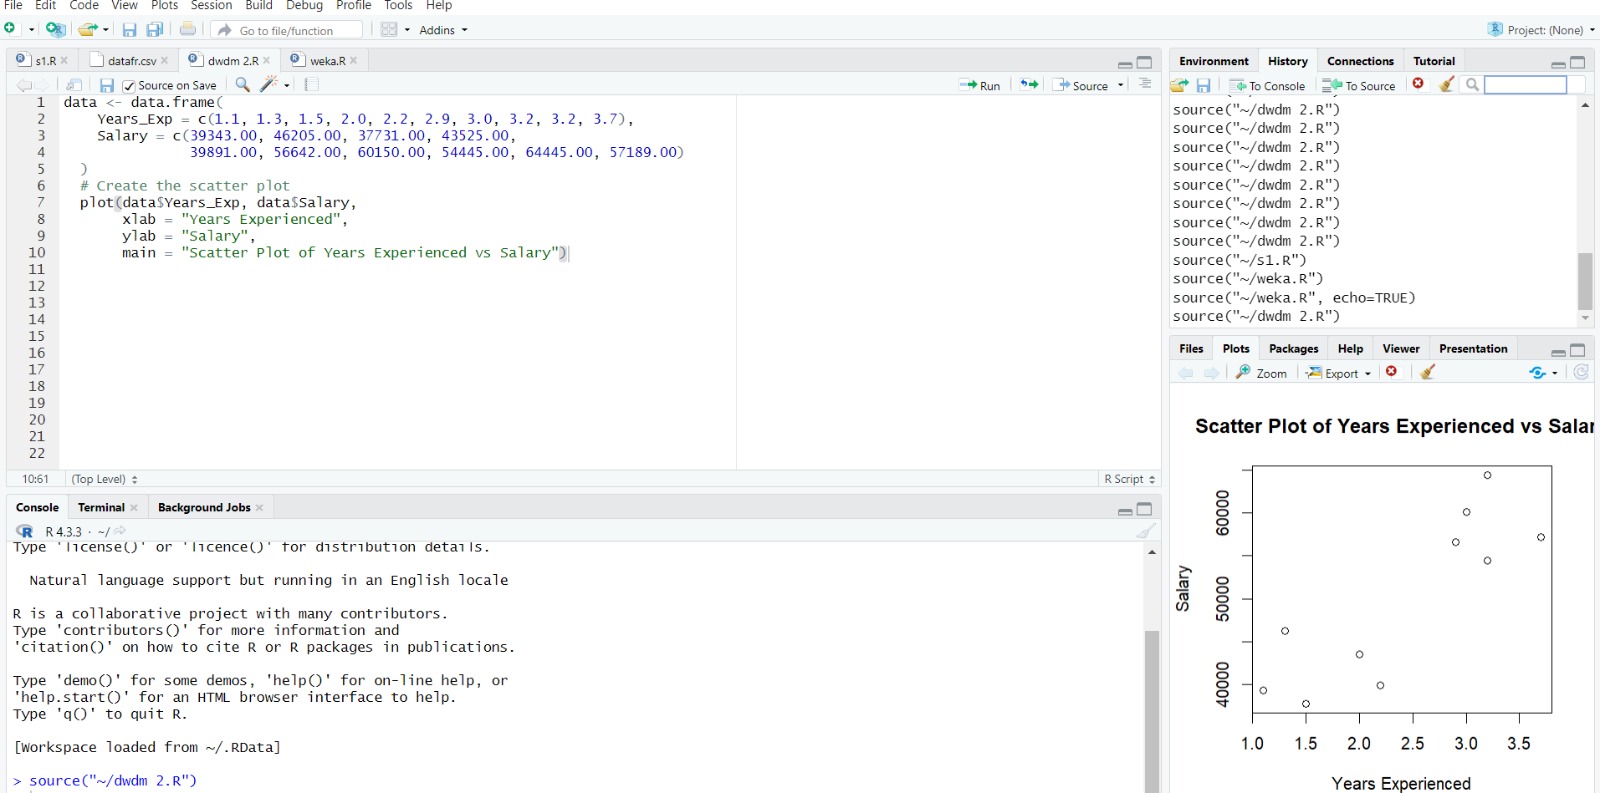 File Edit Code View Plots Session Build Debug Profile Tools Help
Go to file/function Addins Project: (None)
s1.R datafr.csv dwdm 2.R weka.R
Source on Save Run Source
1 data <- data.frame(
2 Years_Exp = c(1.1, 1.3, 1.5, 2.0, 2.2, 2.9, 3.0, 3.2, 3.2, 3.7),
3 Salary = c(39343.00, 46205.00, 37731.00, 43525.00,
4 39891.00, 56642.00, 60150.00, 54445.00, 64445.00, 57189.00)
5 )
6 # Create the scatter plot
7 plot(data$Years_Exp, data$Salary,
8 xlab = "Years Experienced",
9 ylab = "Salary",
10 main = "Scatter Plot of Years Experienced vs Salary")
11
12
13
14
15
16
17
18
19
20
21
22
10:61 (Top Level) R Script
Console Terminal Background Jobs
R 4.3.3 · ~/
Type 'license()' or 'licence()' for distribution details.
Natural language support but running in an English locale
R is a collaborative project with many contributors.
Type 'contributors()' for more information and
'citation()' on how to cite R or R packages in publications.
Type 'demo()' for some demos, 'help()' for on-line help, or
'help.start()' for an HTML browser interface to help.
Type 'q()' to quit R.
[Workspace loaded from ~/.RData]
> source("~/dwdm 2.R")
Environment History Connections Tutorial
To Console To Source
source("~/dwdm 2.R")
source("~/dwdm 2.R")
source("~/dwdm 2.R")
source("~/dwdm 2.R")
source("~/dwdm 2.R")
source("~/dwdm 2.R")
source("~/dwdm 2.R")
source("~/dwdm 2.R")
source("~/s1.R")
source("~/weka.R")
source("~/weka.R", echo=TRUE)
source("~/dwdm 2.R")
Files Plots Packages Help Viewer Presentation
Zoom Export
Scatter Plot of Years Experienced vs Salar
Salary
60000
50000
40000
1.0 1.5 2.0 2.5 3.0 3.5
Years Experienced